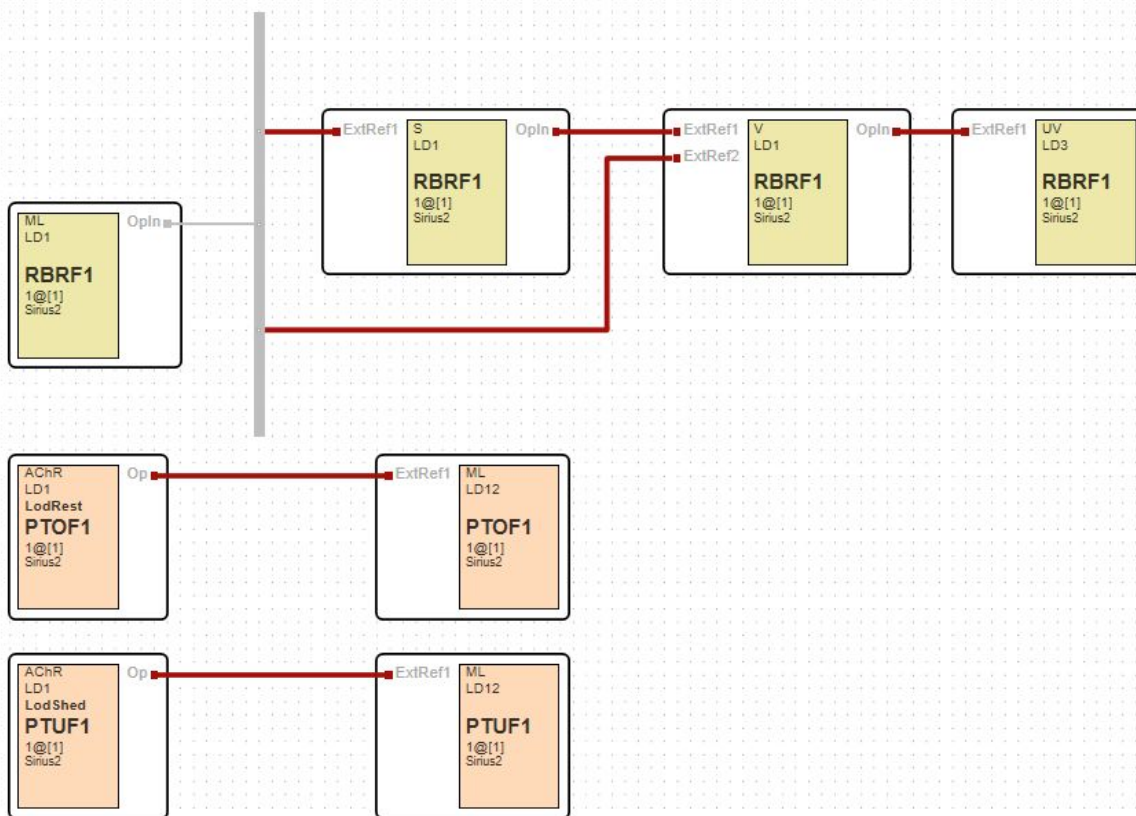 ExtRef1
S
LD1
RBRF1
1@[1]
Sirius2
OpIn
ExtRef1
ExtRef2
V
LD1
RBRF1
1@[1]
Sirius2
OpIn
ExtRef1
UV
LD3
RBRF1
1@[1]
Sirius2
ML
LD1
RBRF1
1@[1]
Sirius2
OpIn
AChR
LD1
LodRest
PTOF1
1@[1]
Sirius2
Op
ExtRef1
ML
LD12
PTOF1
1@[1]
Sirius2
AChR
LD1
LodShed
PTUF1
1@[1]
Sirius2
Op
ExtRef1
ML
LD12
PTUF1
1@[1]
Sirius2